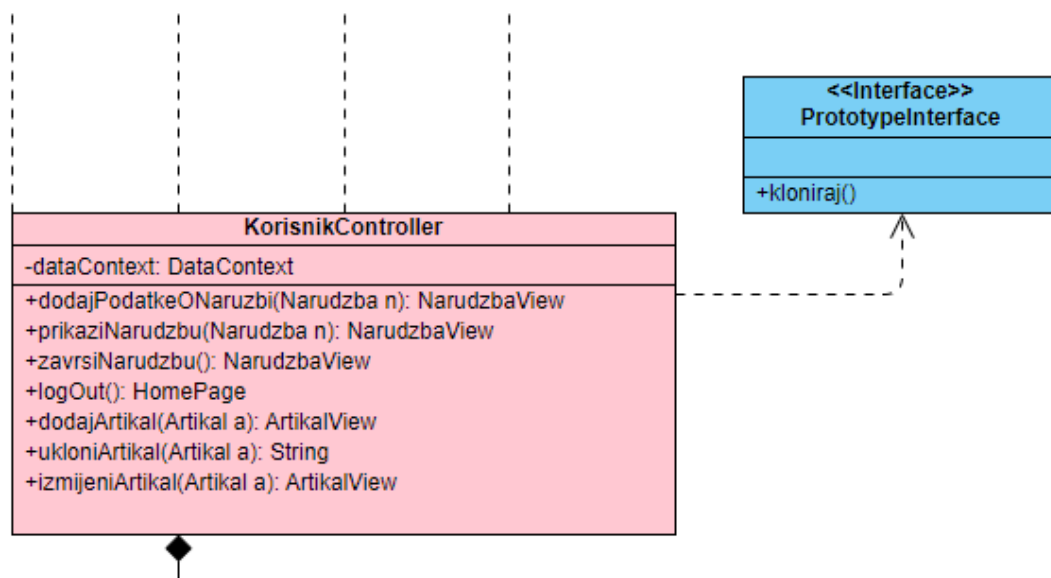 <<Interface>>
PrototypeInterface
+kloniraj()
KorisnikController
-dataContext: DataContext
+dodajPodatkeONaruzbi(Narudzba n): NarudzbaView
+prikaziNarudzbu(Narudzba n): NarudzbaView
+zavrsiNarudzbu(): NarudzbaView
+logOut(): HomePage
+dodajArtikal(Artikal a): ArtikalView
+ukloniArtikal(Artikal a): String
+izmijeniArtikal(Artikal a): ArtikalView